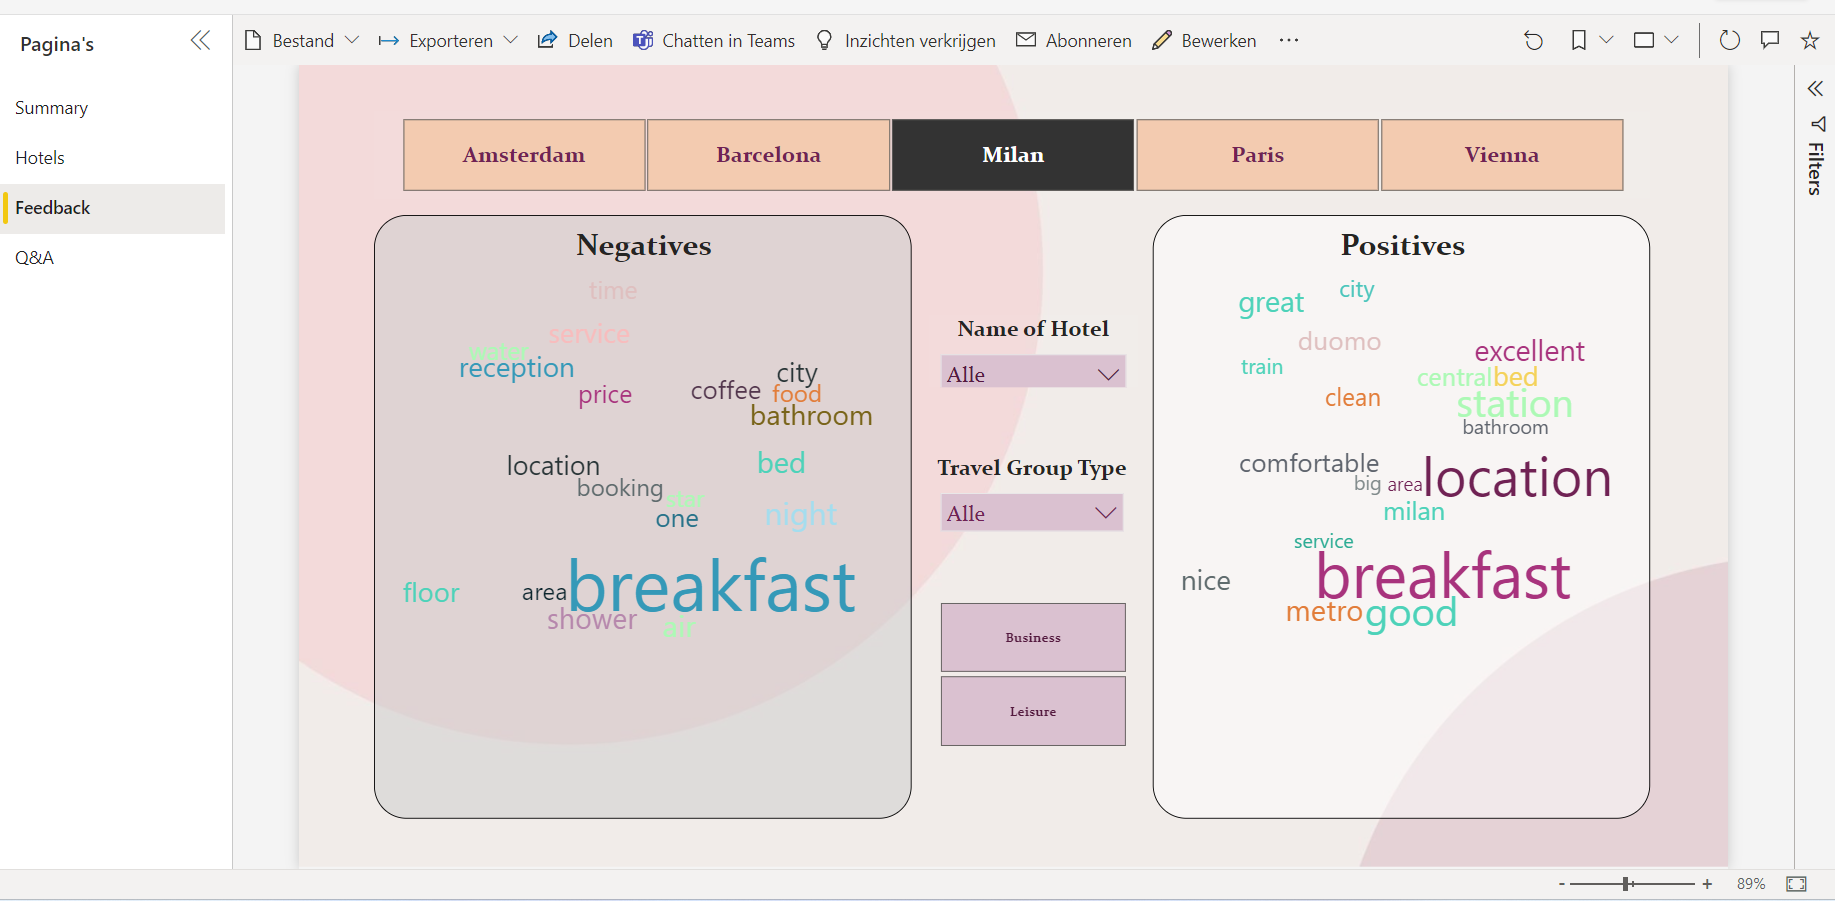 Pagina's
Bestand
Exporteren
Delen
Chatten in Teams
Inzichten verkrijgen
Abonneren
Bewerken
Summary
Hotels
Feedback
Q&A
Filters
Amsterdam
Barcelona
Milan
Paris
Vienna
Negatives
time
service
water
reception
price
coffee
city
food
bathroom
location
booking
star
one
bed
night
floor
area
breakfast
shower
air
Name of Hotel
Alle
Travel Group Type
Alle
Business
Leisure
Positives
great
city
duomo
train
excellent
central
bed
clean
station
bathroom
comfortable
big
area
location
milan
service
breakfast
nice
metro
good
- + 89%